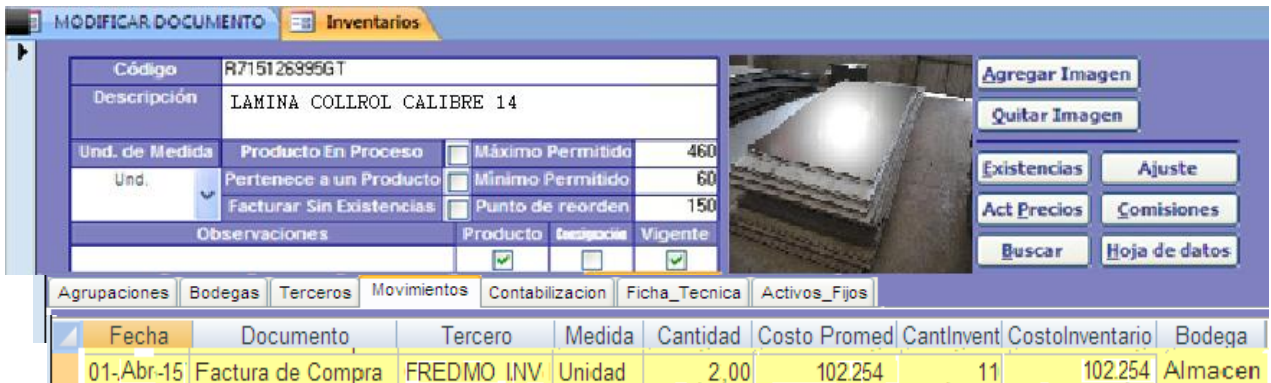 MODIFICAR DOCUMENTO Inventarios
Código R715126995GT
Agregar Imagen
Descripción LAMINA COLLROL CALIBRE 14
Quitar Imagen
Und. de Medida Producto En Proceso Máximo Permitido 460
Und. Pertenece a un Producto Mínimo Permitido 60
Existencias Ajuste
Facturar Sin Existencias Punto de reorden 150
Act Precios Comisiones
Observaciones Producto Consignación Vigente
Buscar Hoja de datos
Agrupaciones Bodegas Terceros Movimientos Contabilizacion Ficha_Tecnica Activos_Fijos
Fecha Documento Tercero Medida Cantidad Costo Promed CantInvent CostoInventario Bodega
01-Abr-15 Factura de Compra FREDMO INV Unidad 2,00 102.254 11 102.254 Almacen